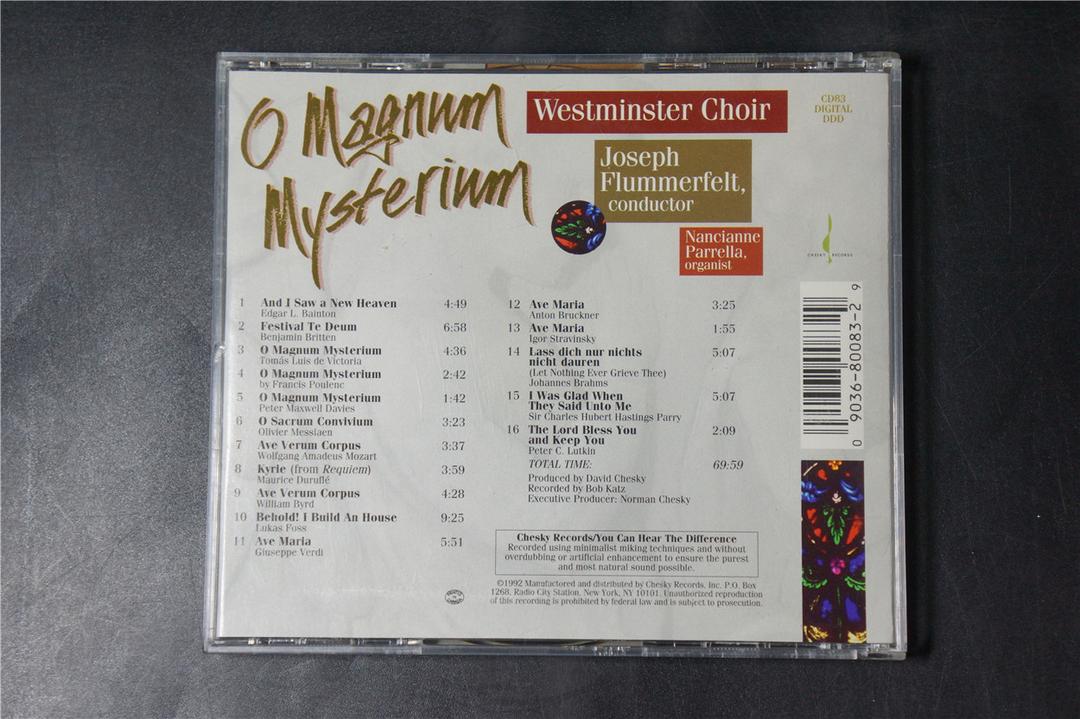 O Magnum
Mysterium
Westminster Choir
Joseph
Flummerfelt,
conductor
Nancianne
Parrella,
organist
CD83
DIGITAL
DDD
CHESKY RECORDS
1 And I Saw a New Heaven 4:49
Edgar L. Bainton
2 Festival Te Deum 6:58
Benjamin Britten
3 O Magnum Mysterium 4:36
Tomás Luis de Victoria
4 O Magnum Mysterium 2:42
by Francis Poulenc
5 O Magnum Mysterium 1:42
Peter Maxwell Davies
6 O Sacrum Convivium 3:23
Olivier Messiaen
7 Ave Verum Corpus 3:37
Wolfgang Amadeus Mozart
8 Kyrie (from Requiem) 3:59
Maurice Duruflé
9 Ave Verum Corpus 4:28
William Byrd
10 Behold! I Build An House 9:25
Lukas Foss
11 Ave Maria 5:51
Giuseppe Verdi
12 Ave Maria 3:25
Anton Bruckner
13 Ave Maria 1:55
Igor Stravinsky
14 Lass dich nur nichts 5:07
nicht dauren
(Let Nothing Ever Grieve Thee)
Johannes Brahms
15 I Was Glad When 5:07
They Said Unto Me
Sir Charles Hubert Hastings Parry
16 The Lord Bless You 2:09
and Keep You
Peter C. Lutkin
TOTAL TIME: 69:59
Produced by David Chesky
Recorded by Bob Katz
Executive Producer: Norman Chesky
Chesky Records/You Can Hear The Difference
Recorded using minimalist miking techniques and without
overdubbing or artificial enhancement to ensure the purest
and most natural sound possible.
©1992 Manufactored and distributed by Chesky Records, Inc. P.O. Box
1268, Radio City Station, New York, NY 10101. Unauthorized reproduction
of this recording is prohibited by federal law and is subject to prosecution.
0 9036-80083-2 9